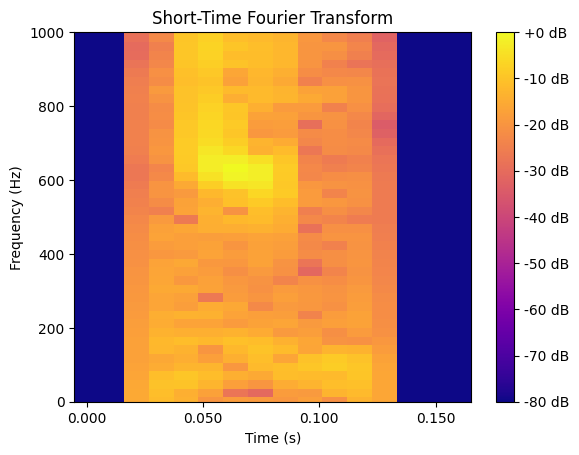 Short-Time Fourier Transform
1000
800
600
400
200
0
Frequency (Hz)
0.000
0.050
0.100
0.150
Time (s)
+0 dB
-10 dB
-20 dB
-30 dB
-40 dB
-50 dB
-60 dB
-70 dB
-80 dB